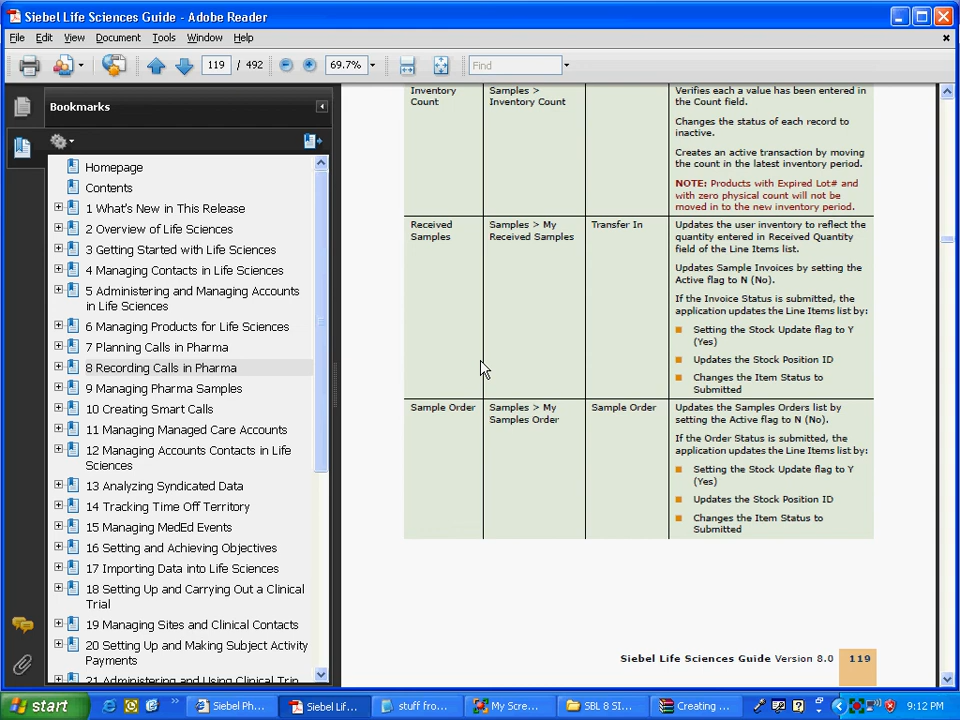 Siebel Life Sciences Guide - Adobe Reader
File Edit View Document Tools Window Help
119 / 492 69.7% Find
Bookmarks
Homepage
Contents
1 What's New in This Release
2 Overview of Life Sciences
3 Getting Started with Life Sciences
4 Managing Contacts in Life Sciences
5 Administering and Managing Accounts
in Life Sciences
6 Managing Products for Life Sciences
7 Planning Calls in Pharma
8 Recording Calls in Pharma
9 Managing Pharma Samples
10 Creating Smart Calls
11 Managing Managed Care Accounts
12 Managing Accounts Contacts in Life
Sciences
13 Analyzing Syndicated Data
14 Tracking Time Off Territory
15 Managing MedEd Events
16 Setting and Achieving Objectives
17 Importing Data into Life Sciences
18 Setting Up and Carrying Out a Clinical
Trial
19 Managing Sites and Clinical Contacts
20 Setting Up and Making Subject Activity
Payments
21 Administering and Using Clinical Trip
Inventory
Count
Samples >
Inventory Count
Verifies each a value has been entered in
the Count field.
Changes the status of each record to
inactive.
Creates an active transaction by moving
the count in the latest inventory period.
NOTE: Products with Expired Lot# and
with zero physical count will not be
moved in to the new inventory period.
Received
Samples
Samples > My
Received Samples
Transfer In
Updates the user inventory to reflect the
quantity entered in Received Quantity
field of the Line Items list.
Updates Sample Invoices by setting the
Active flag to N (No).
If the Invoice Status is submitted, the
application updates the Line Items list by:
Setting the Stock Update flag to Y
(Yes)
Updates the Stock Position ID
Changes the Item Status to
Submitted
Sample Order
Samples > My
Samples Order
Sample Order
Updates the Samples Orders list by
setting the Active flag to N (No).
If the Order Status is submitted, the
application updates the Line Items list by:
Setting the Stock Update flag to Y
(Yes)
Updates the Stock Position ID
Changes the Item Status to
Submitted
Siebel Life Sciences Guide Version 8.0 119
start Siebel Ph... Siebel Lif... stuff fro... My Scre... SBL 8 SI... Creating ... 9:12 PM